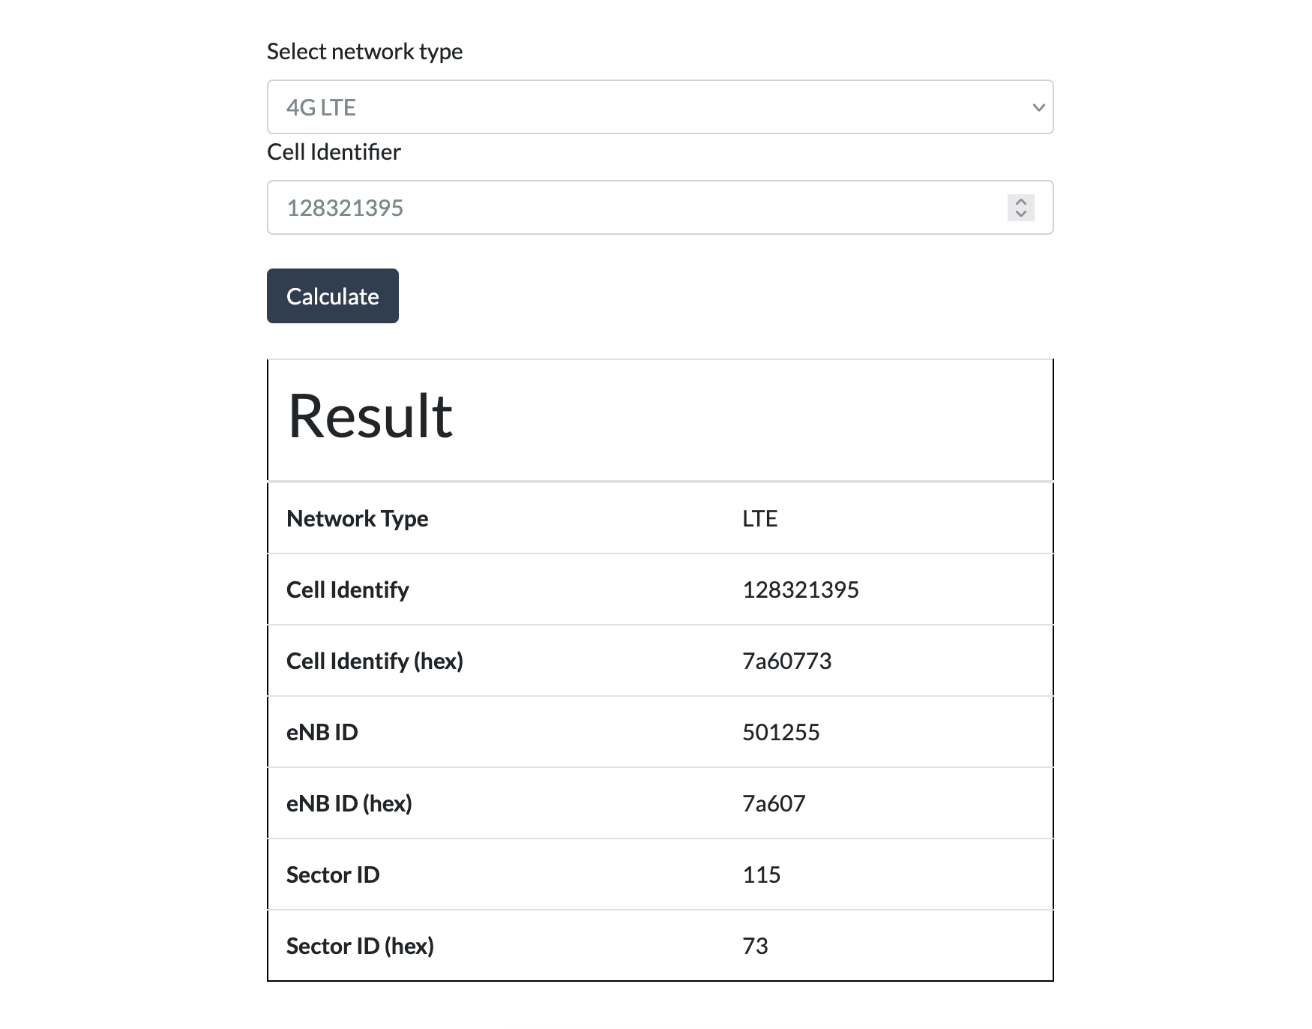 Select network type
4G LTE
Cell Identifier
128321395
Calculate
Result
Network Type LTE
Cell Identify 128321395
Cell Identify (hex) 7a60773
eNB ID 501255
eNB ID (hex) 7a607
Sector ID 115
Sector ID (hex) 73